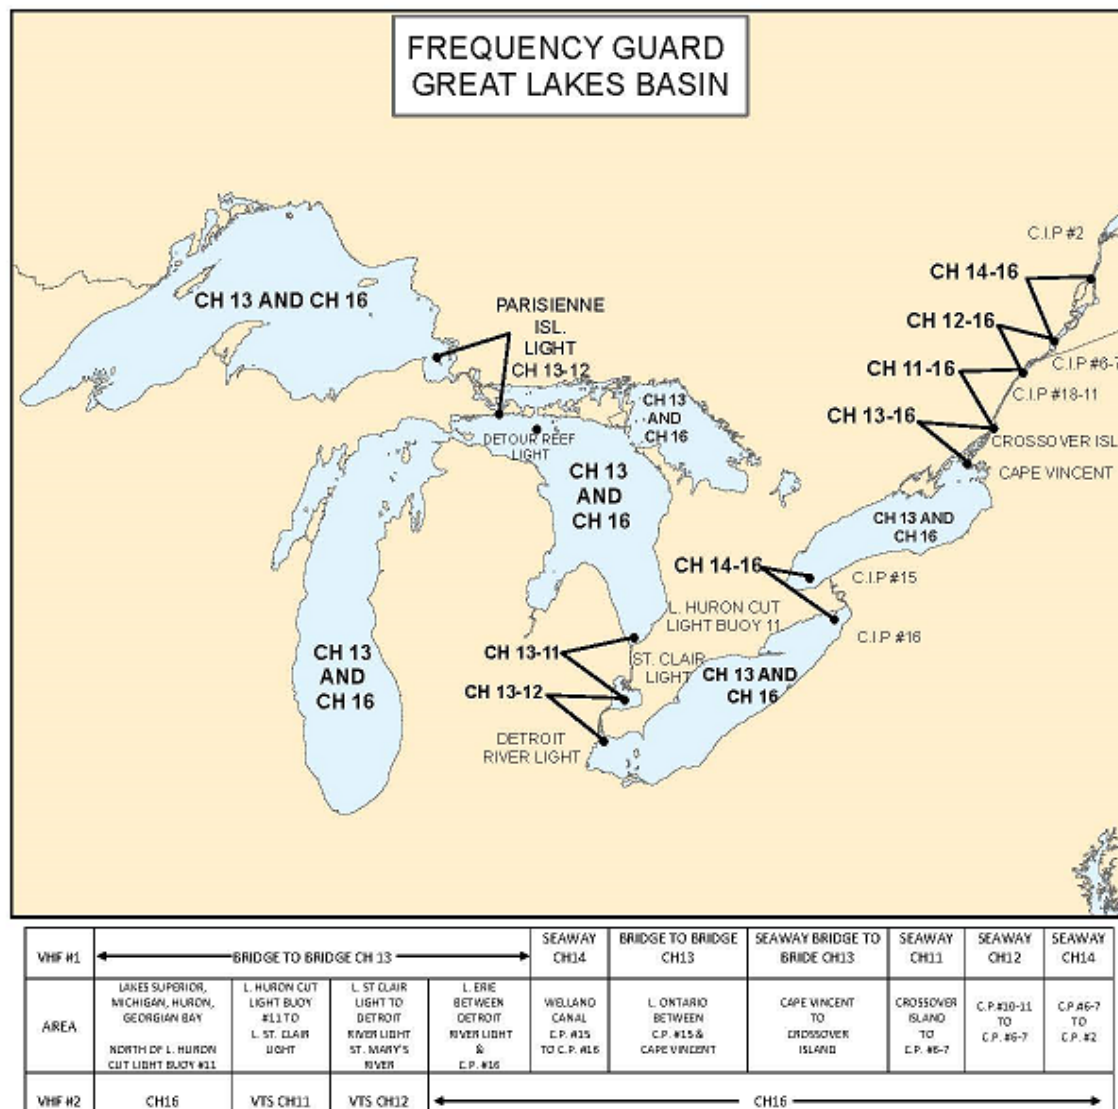 FREQUENCY GUARD
GREAT LAKES BASIN
C.I.P #2
CH 14-16
CH 13 AND CH 16
PARISIENNE
ISL.
LIGHT
CH 13-12
CH 12-16
C.I.P #6-7
CH 11-16
C.I.P #18-11
CH 13
AND
CH 16
CH 13-16
DETOUR REEF
LIGHT
CROSSOVER ISL
CAPE VINCENT
CH 13
AND
CH 16
CH 13 AND
CH 16
CH 14-16
C.I.P #15
L. HURON CUT
LIGHT BUOY 11
C.I.P #16
CH 13
AND
CH 16
CH 13-11
ST. CLAIR
LIGHT
CH 13 AND
CH 16
CH 13-12
DETROIT
RIVER LIGHT
VHF #1
BRIDGE TO BRIDGE CH 13
SEAWAY
CH14
BRIDGE TO BRIDGE
CH13
SEAWAY BRIDGE TO
BRIDE CH13
SEAWAY
CH11
SEAWAY
CH12
SEAWAY
CH14
AREA
LAKES SUPERIOR,
MICHIGAN, HURON,
GEORGIAN BAY
NORTH OF L. HURON
CUT LIGHT BUOY #11
L. HURON CUT
LIGHT BUOY
#11 TO
L. ST. CLAIR
LIGHT
L. ST CLAIR
LIGHT TO
DETROIT
RIVER LIGHT
ST. MARY'S
RIVER
L. ERIE
BETWEEN
DETROIT
RIVER LIGHT
&
C.P. #16
WELLAND
CANAL
C.P. #15
TO C.P. #16
L. ONTARIO
BETWEEN
C.P. #15 &
CAPE VINCENT
CAPE VINCENT
TO
CROSSOVER
ISLAND
CROSSOVER
ISLAND
TO
C.P. #6-7
C.P.#10-11
TO
C.P. #6-7
C.P.#6-7
TO
C.P. #2
VHF #2
CH16
VTS CH11
VTS CH12
CH16